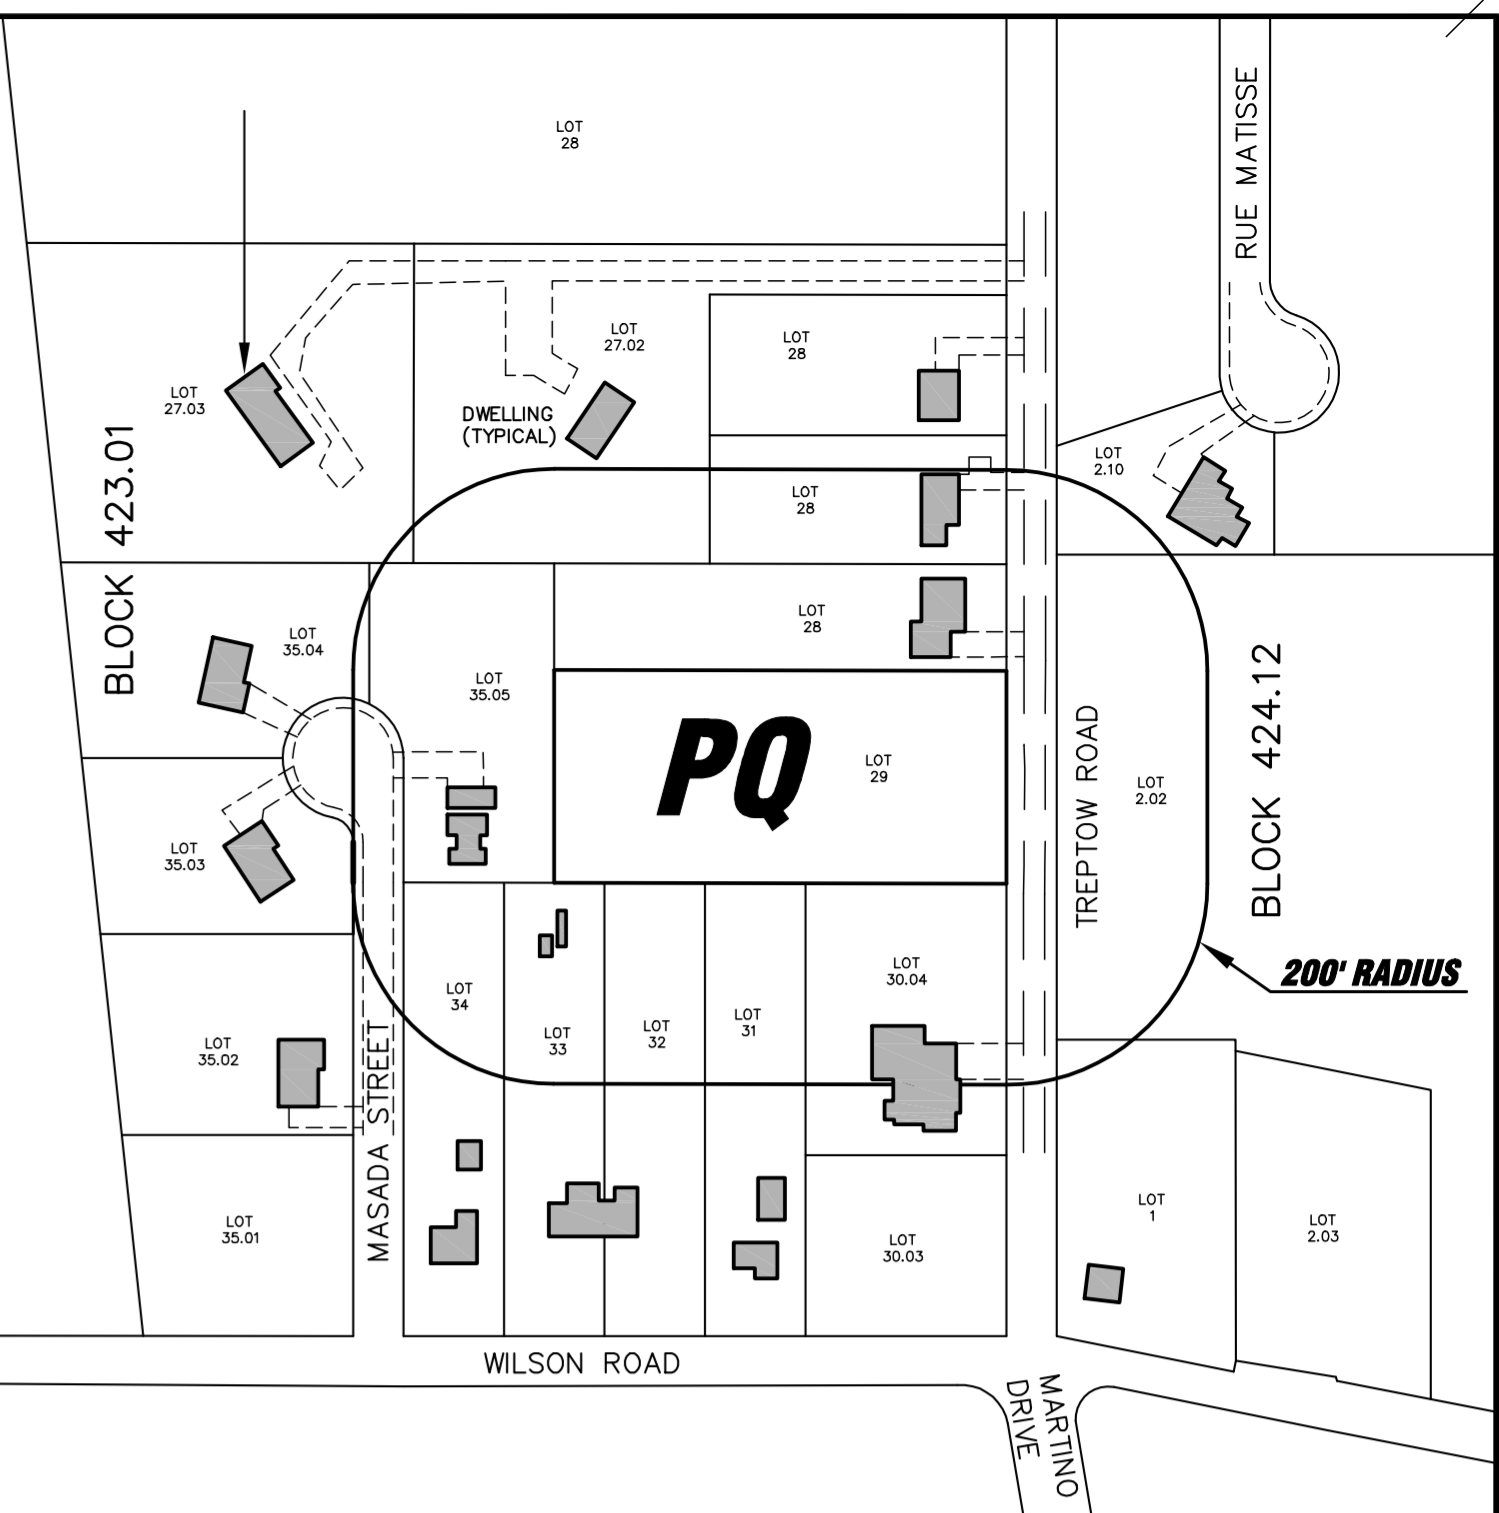 LOT
28
RUE MATISSE
LOT
27.02
LOT
28
LOT
27.03
DWELLING
(TYPICAL)
BLOCK 423.01
LOT
2.10
LOT
28
LOT
28
LOT
35.04
LOT
35.05
PQ
LOT
29
TREPTOW ROAD
LOT
2.02
BLOCK 424.12
LOT
35.03
200' RADIUS
LOT
30.04
LOT
34
LOT
33
LOT
32
LOT
31
LOT
35.02
MASADA STREET
LOT
35.01
LOT
30.03
LOT
1
LOT
2.03
WILSON ROAD
MARTINO
DRIVE